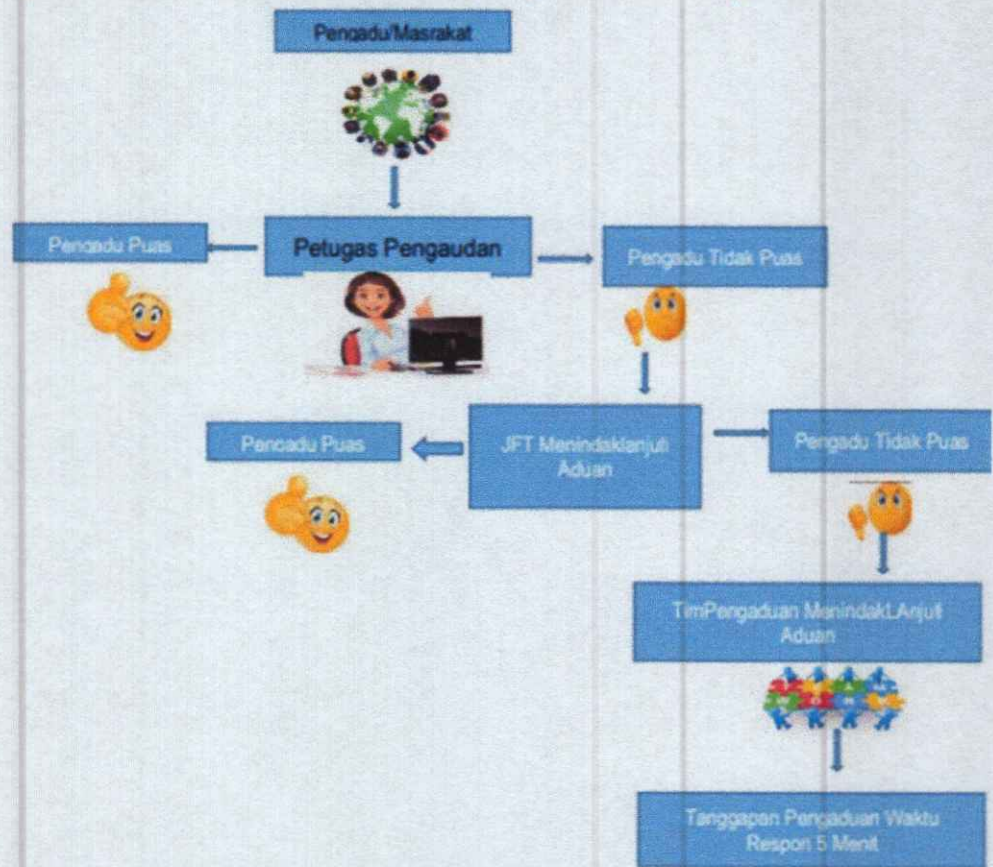 Pengadu/Masrakat
Pengadu Puas
Petugas Pengaudan
Pengadu Tidak Puas
Pengadu Puas
JFT Menindaklanjuti
Aduan
Pengadu Tidak Puas
TimPengaduan MenindakLAnjuti
Aduan
Tanggapan Pengaduan Waktu
Respon 5 Menit